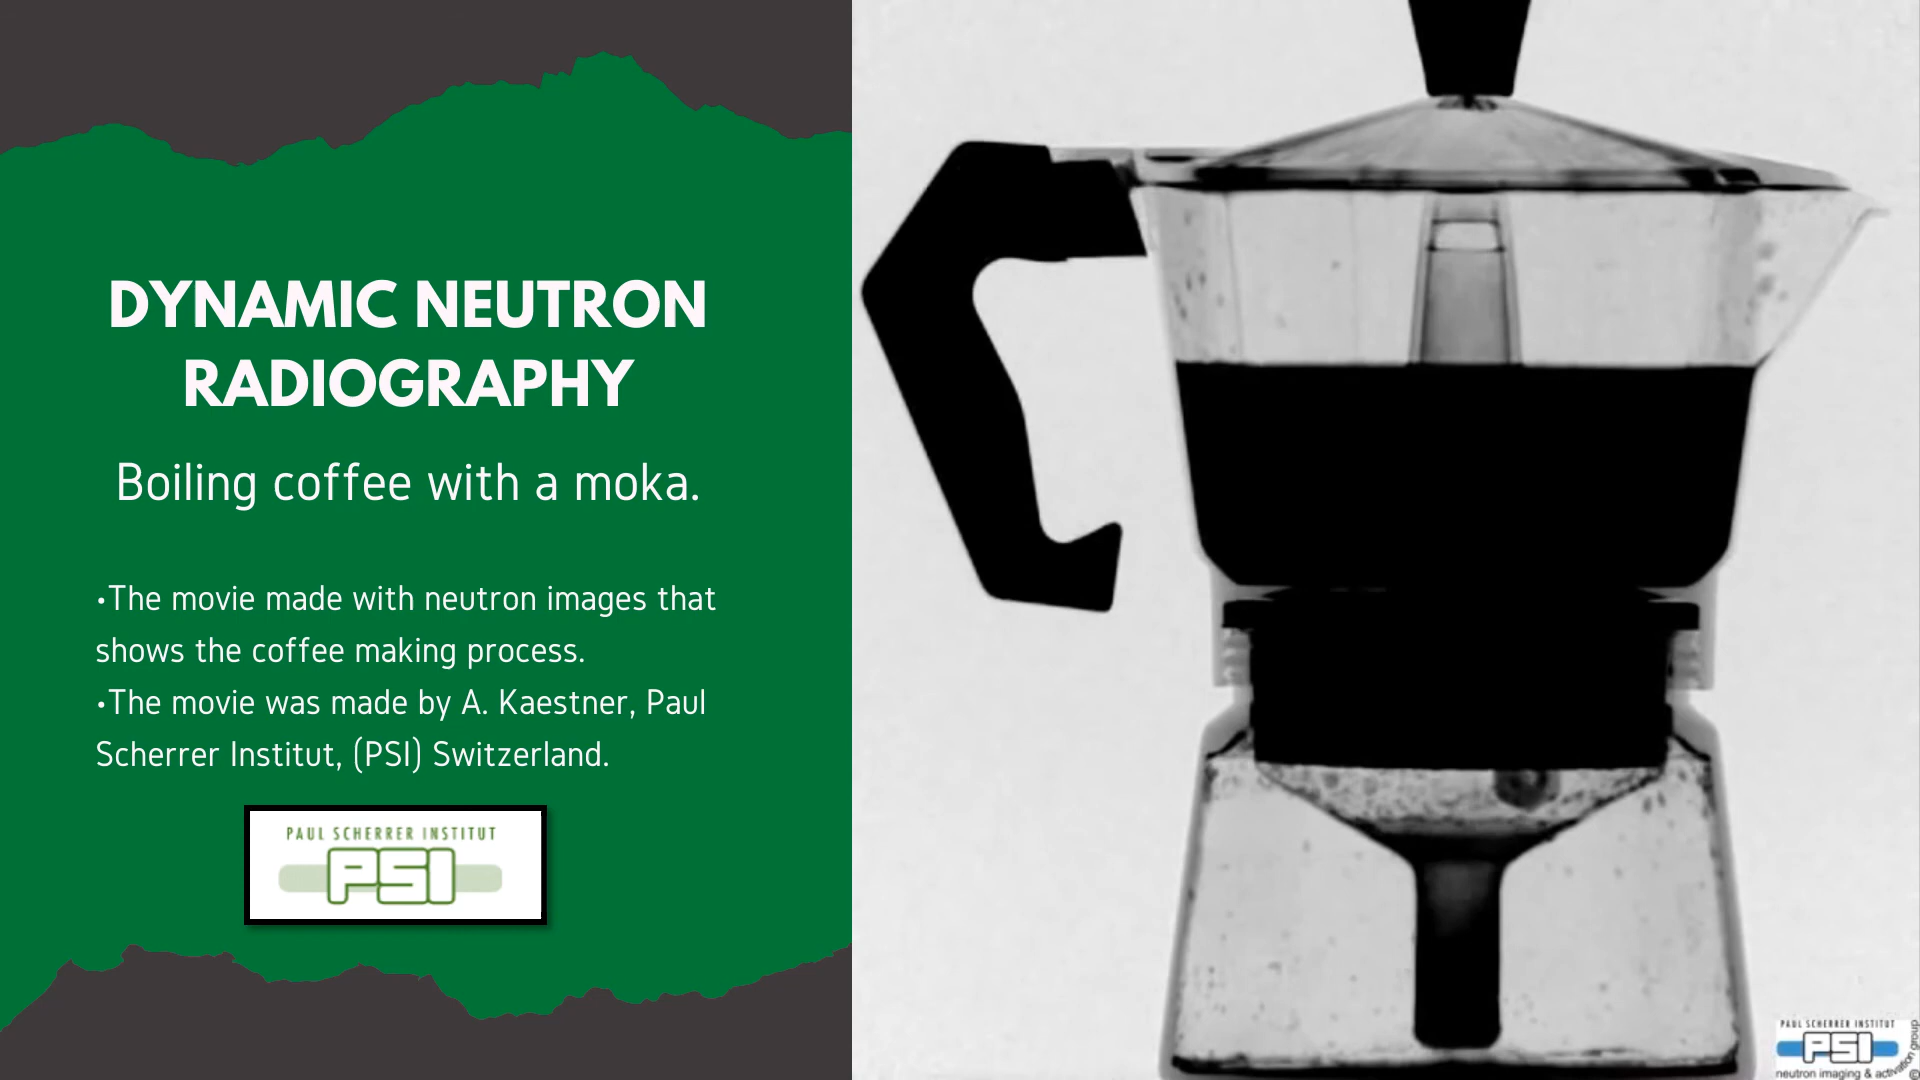 DYNAMIC NEUTRON
RADIOGRAPHY
Boiling coffee with a moka.
•The movie made with neutron images that
shows the coffee making process.
•The movie was made by A. Kaestner, Paul
Scherrer Institut, (PSI) Switzerland.
PAUL SCHERRER INSTITUT
PSI
PAUL SCHERRER INSTITUT
PSI
neutron imaging & activation group
©